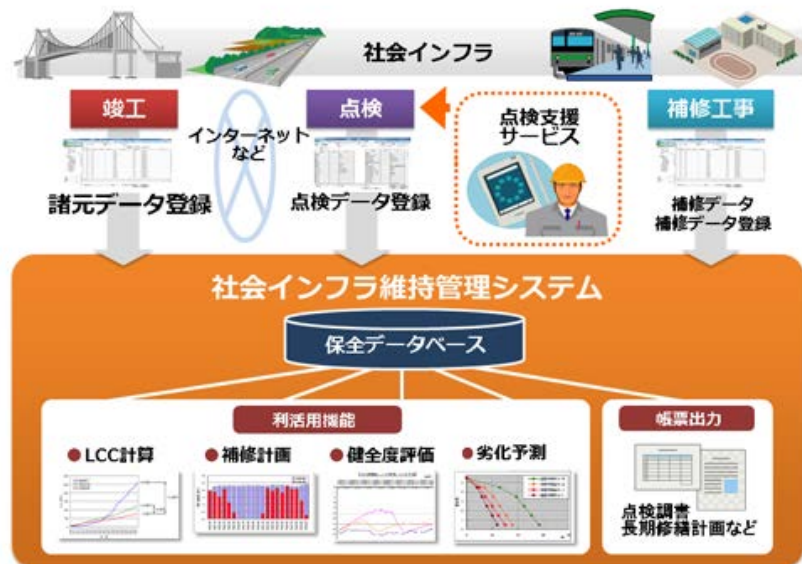 社会インフラ
竣工
インターネット
など
点検
点検支援
サービス
補修工事
諸元データ登録
点検データ登録
補修データ
補修データ登録
社会インフラ維持管理システム
保全データベース
利活用機能
帳票出力
●LCC計算
●補修計画
●健全度評価
●劣化予測
点検調書
長期修繕計画など